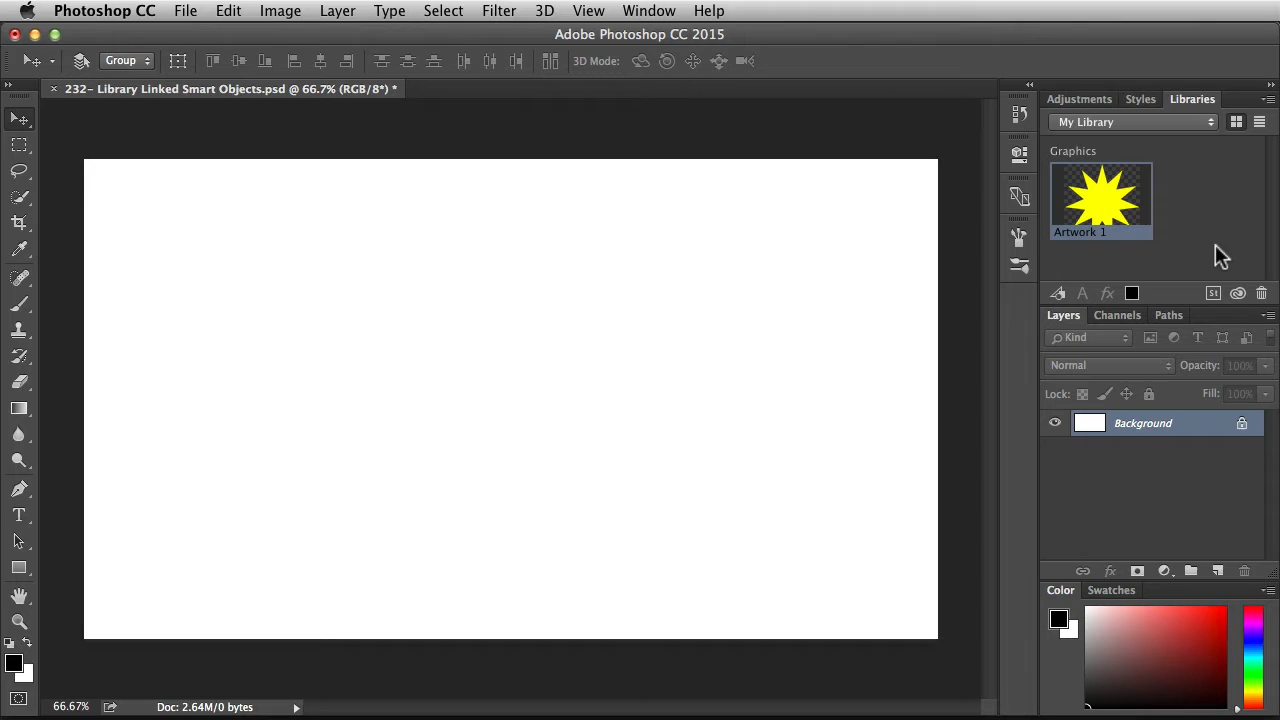 Photoshop CC File Edit Image Layer Type Select Filter 3D View Window Help
Adobe Photoshop CC 2015
Group 3D Mode:
232- Library Linked Smart Objects.psd @ 66.7% (RGB/8*) *
Adjustments Styles Libraries
My Library
Graphics
Artwork 1
A fx St
Layers Channels Paths
Kind T
Normal Opacity: 100%
Lock: Fill: 100%
Background
T
fx
Color Swatches
66.67% Doc: 2.64M/0 bytes